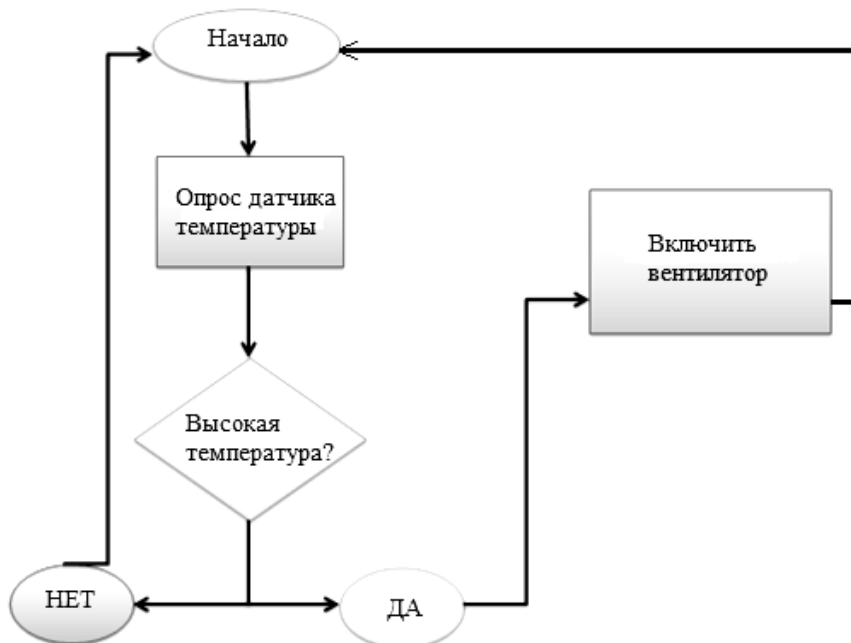 Начало
Опрос датчика
температуры
Включить
вентилятор
Высокая
температура?
НЕТ
ДА